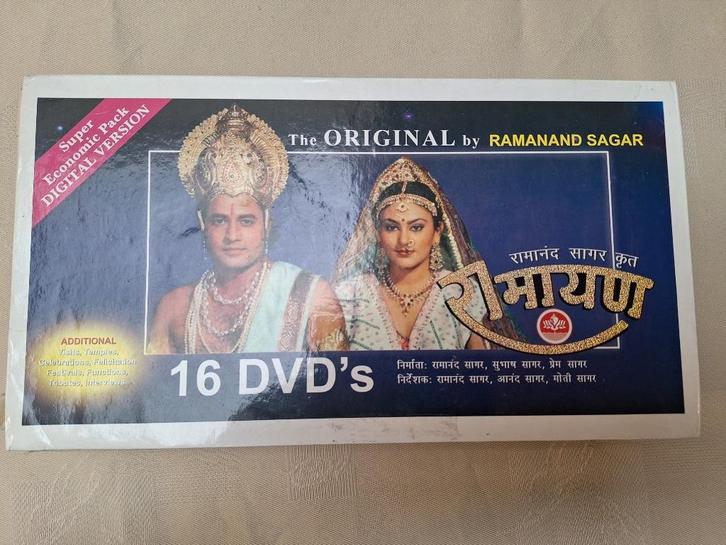 Super
Economic Pack
DIGITAL VERSION
The ORIGINAL by RAMANAND SAGAR
रामानंद सागर कृत
रामायण
ADDITIONAL
Visits, Temples,
Celebrations, Felicitation
Festivals, Functions,
Tributes, Interviews
16 DVD's
निर्माता: रामानंद सागर, सुभाष सागर, प्रेम सागर
निर्देशक: रामानंद सागर, आनंद सागर, मोती सागर